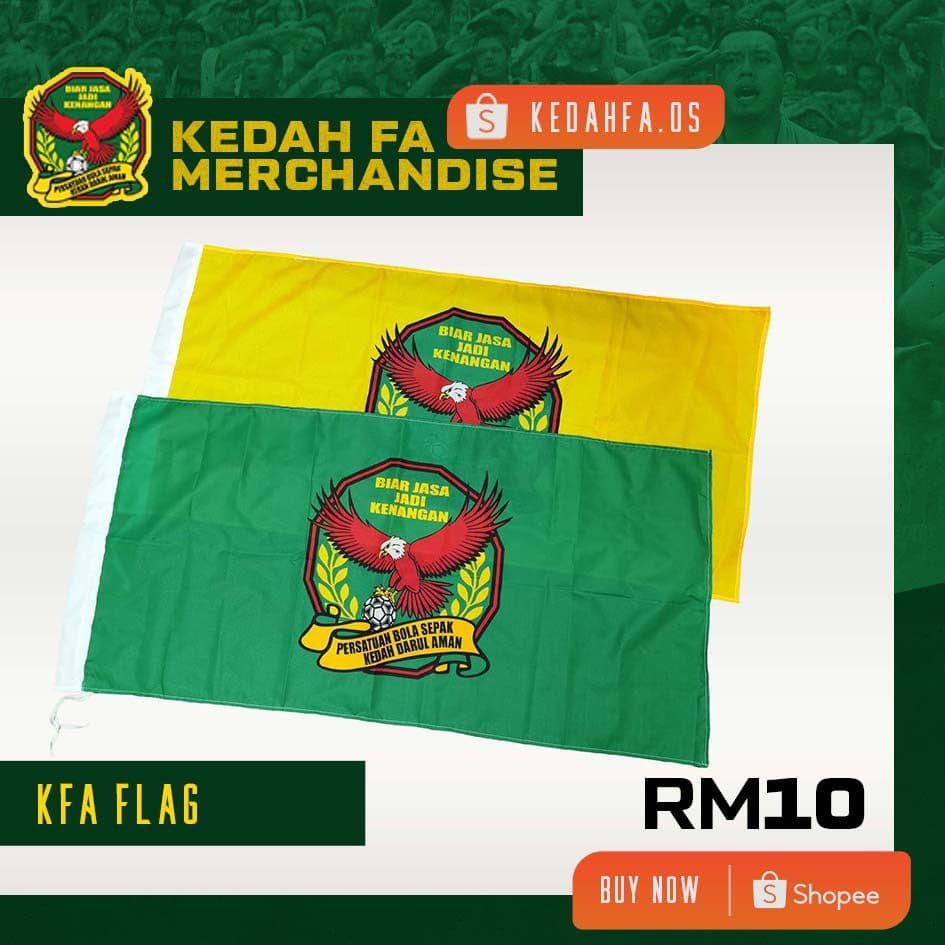 BIAR JASA
JADI
KENANGAN
PERSATUAN BOLA SEPAK
KEDAH DARUL AMAN
KEDAH FA
MERCHANDISE
S KEDAHFA.OS
BIAR JASA
JADI
KENANGAN
BIAR JASA
JADI
KENANGAN
PERSATUAN BOLA SEPAK
KEDAH DARUL AMAN
KFA FLAG
RM10
BUY NOW
S Shopee